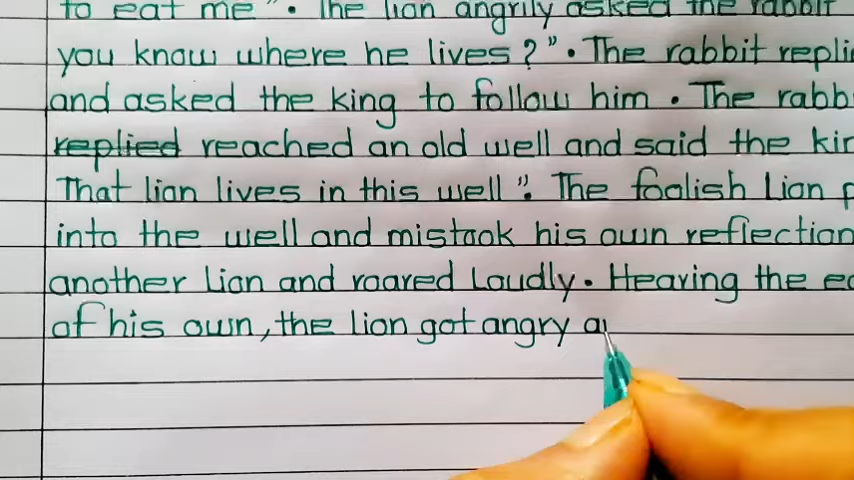 to eat me". The lion angrily asked the rabbit
you know where he lives?". The rabbit repli
and asked the king to follow him. The rabb
replied reached an old well and said the kin
That lion lives in this well". The foolish Lion p
into the well and mistook his own reflection
another Lion and roared Loudly. Hearing the ec
of his own, the lion got angry a